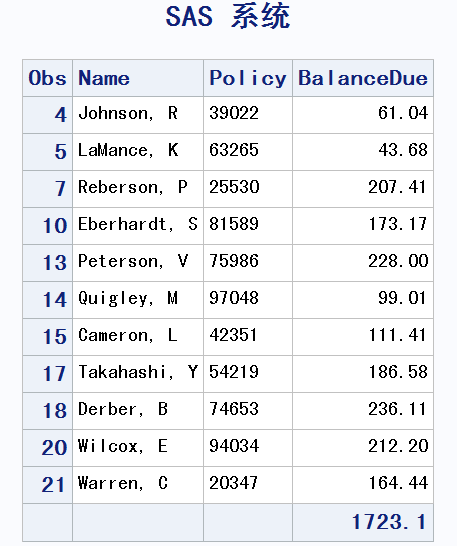 SAS 系统
Obs Name Policy BalanceDue
4 Johnson, R 39022 61.04
5 LaMance, K 63265 43.68
7 Reberson, P 25530 207.41
10 Eberhardt, S 81589 173.17
13 Peterson, V 75986 228.00
14 Quigley, M 97048 99.01
15 Cameron, L 42351 111.41
17 Takahashi, Y 54219 186.58
18 Derber, B 74653 236.11
20 Wilcox, E 94034 212.20
21 Warren, C 20347 164.44
1723.1